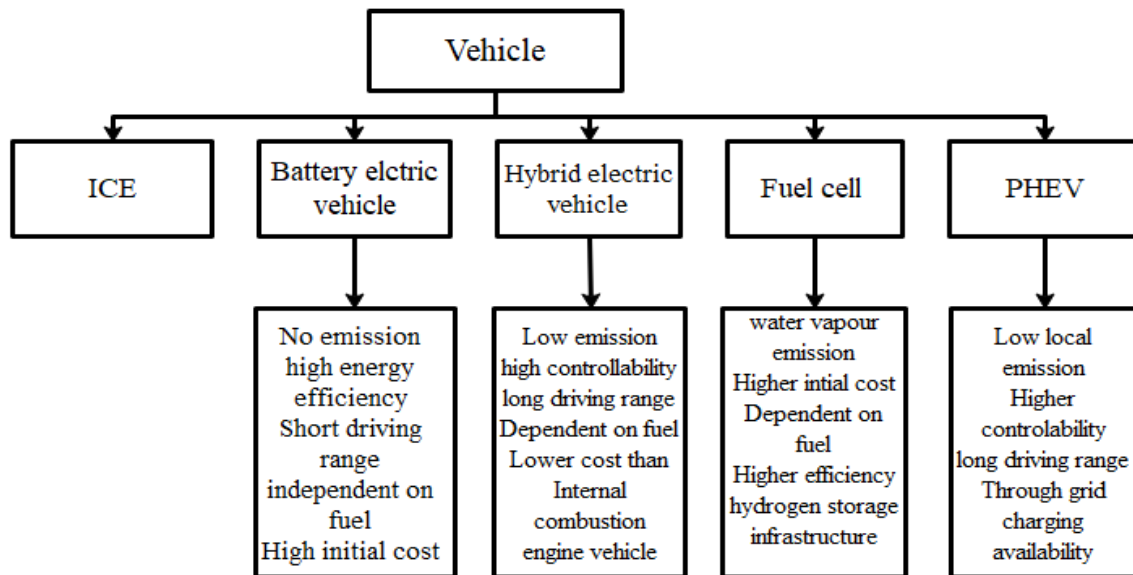 Vehicle
ICE
Battery elctric
vehicle
Hybrid electric
vehicle
Fuel cell
PHEV
No emission
high energy
efficiency
Short driving
range
independent on
fuel
High initial cost
Low emission
high controllability
long driving range
Dependent on fuel
Lower cost than
Internal
combustion
engine vehicle
water vapour
emission
Higher intial cost
Dependent on
fuel
Higher efficiency
hydrogen storage
infrastructure
Low local
emission
Higher
controlability
long driving range
Through grid
charging
availability